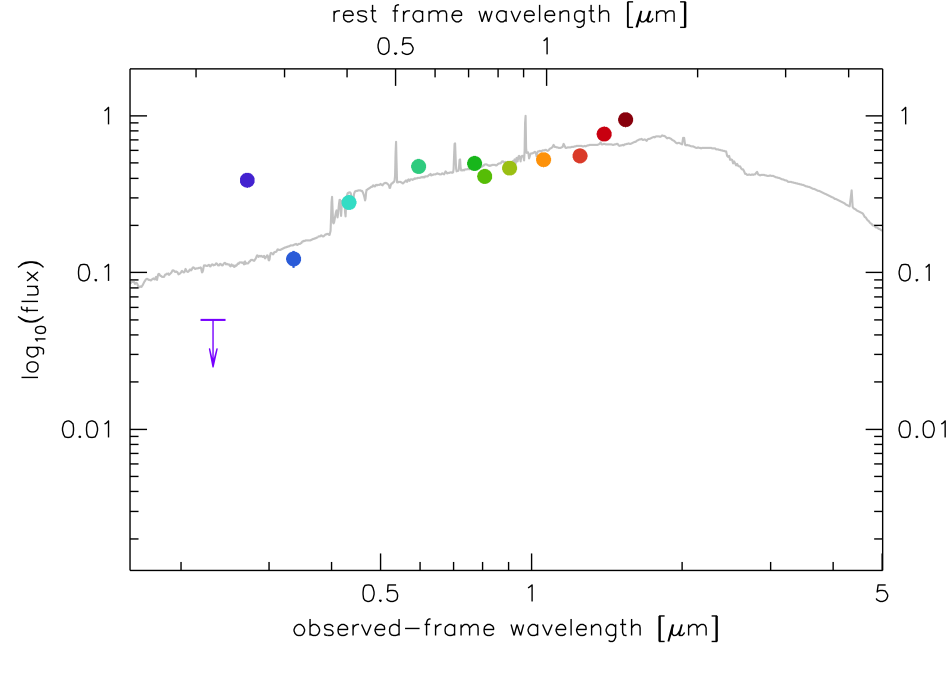 rest frame wavelength [μm]
0.5 1
1 1
0.1 0.1
log10(flux)
0.01 0.01
0.5 1 5
observed-frame wavelength [μm]